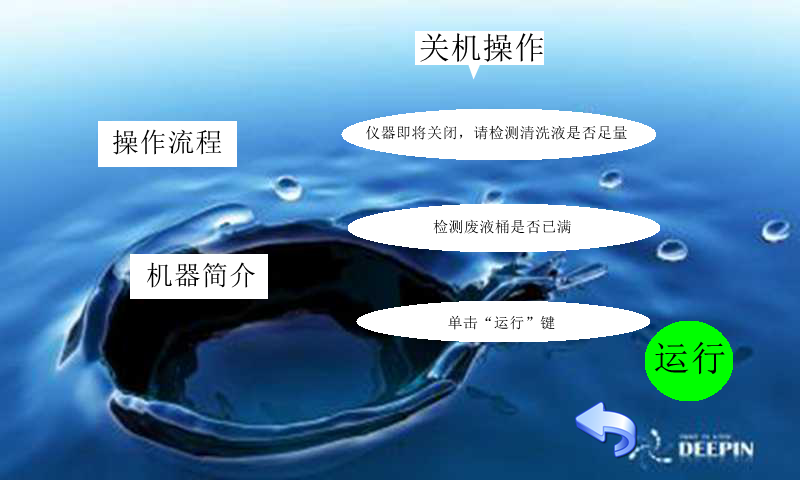 关机操作
操作流程
仪器即将关闭，请检测清洗液是否足量
检测废液桶是否已满
机器简介
单击“运行”键
运行
DEEPIN